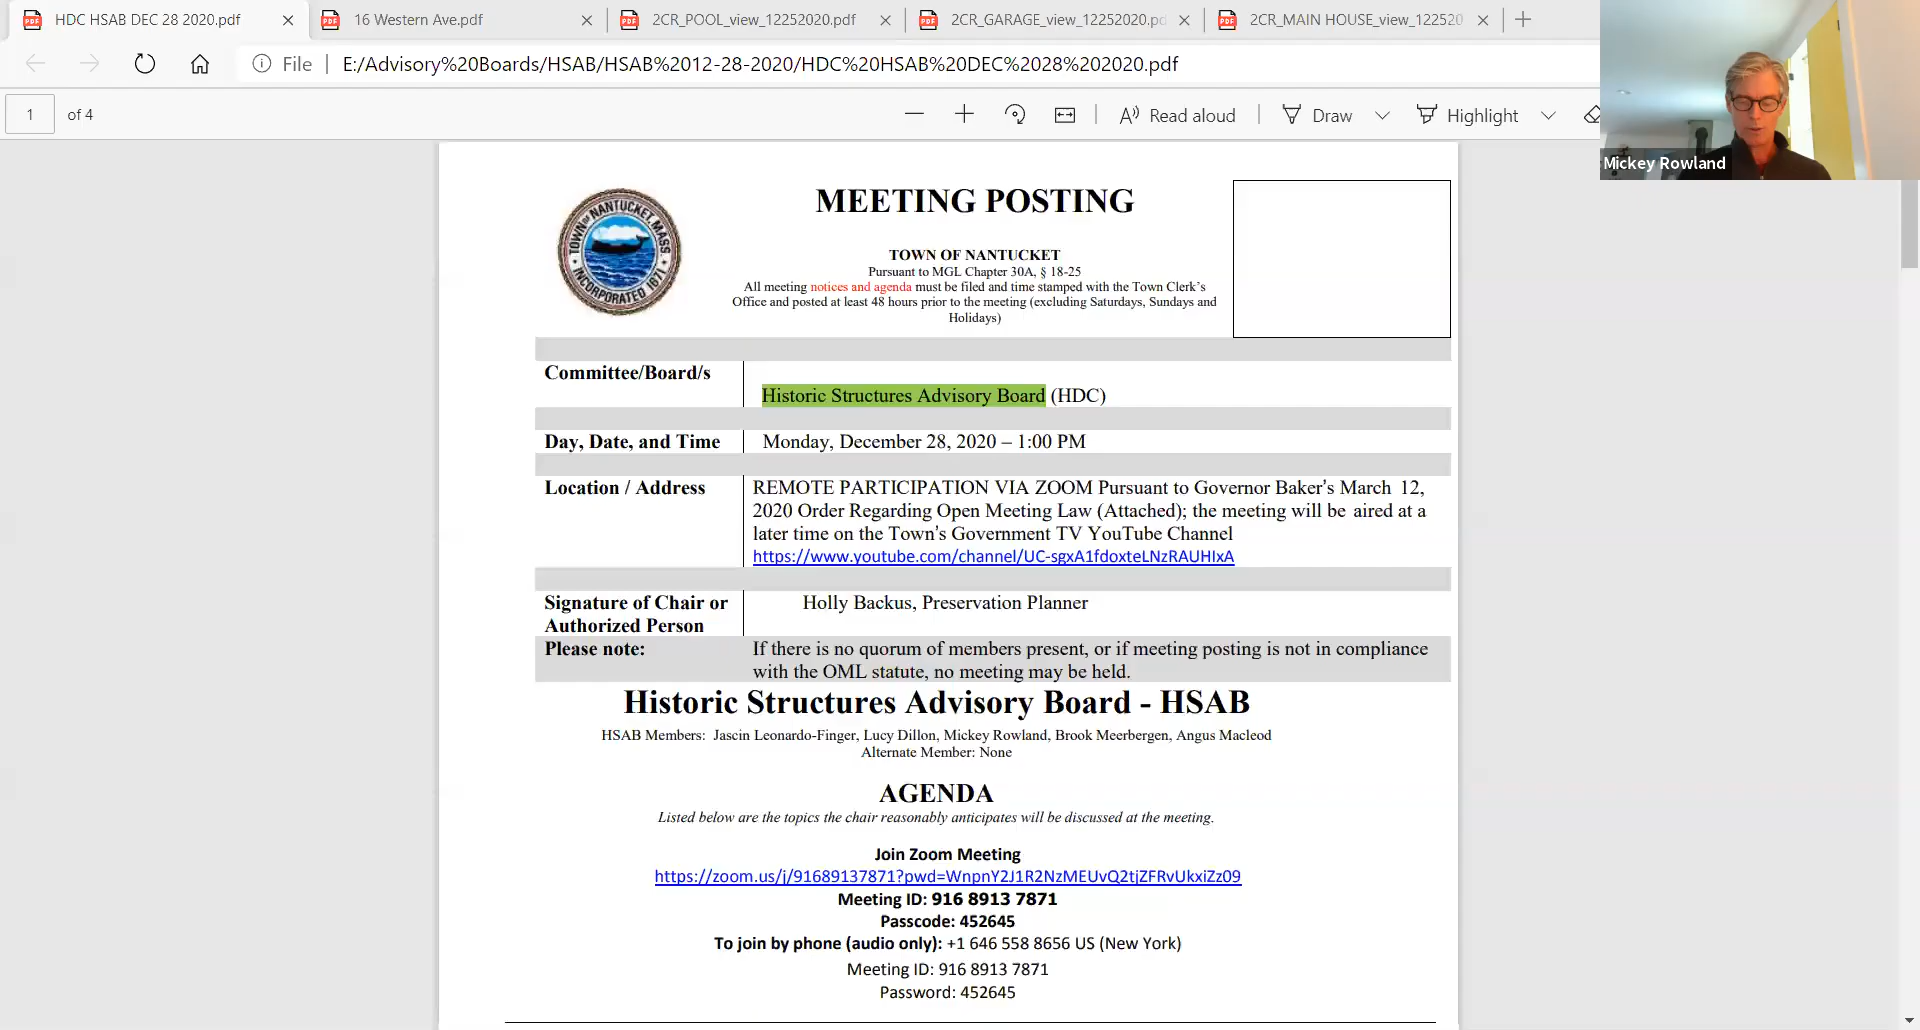 HDC HSAB DEC 28 2020.pdf
16 Western Ave.pdf
2CR_POOL_view_12252020.pdf
2CR_GARAGE_view_12252020.pd
2CR_MAIN HOUSE_view_122520
File
E:/Advisory%20Boards/HSAB/HSAB%2012-28-2020/HDC%20HSAB%20DEC%2028%202020.pdf
1 of 4
Read aloud
Draw
Highlight
Mickey Rowland
TOWN OF NANTUCKET, MASS.
INCORPORATED 1671
MEETING POSTING
TOWN OF NANTUCKET
Pursuant to MGL Chapter 30A, § 18-25
All meeting notices and agenda must be filed and time stamped with the Town Clerk's
Office and posted at least 48 hours prior to the meeting (excluding Saturdays, Sundays and
Holidays)
Committee/Board/s
Historic Structures Advisory Board (HDC)
Day, Date, and Time
Monday, December 28, 2020 – 1:00 PM
Location / Address
REMOTE PARTICIPATION VIA ZOOM Pursuant to Governor Baker's March 12,
2020 Order Regarding Open Meeting Law (Attached); the meeting will be aired at a
later time on the Town's Government TV YouTube Channel
https://www.youtube.com/channel/UC-sgxA1fdoxteLNzRAUHIxA
Signature of Chair or
Authorized Person
Holly Backus, Preservation Planner
Please note:
If there is no quorum of members present, or if meeting posting is not in compliance
with the OML statute, no meeting may be held.
Historic Structures Advisory Board - HSAB
HSAB Members: Jascin Leonardo-Finger, Lucy Dillon, Mickey Rowland, Brook Meerbergen, Angus Macleod
Alternate Member: None
AGENDA
Listed below are the topics the chair reasonably anticipates will be discussed at the meeting.
Join Zoom Meeting
https://zoom.us/j/91689137871?pwd=WnpnY2J1R2NzMEUvQ2tjZFRvUkxiZz09
Meeting ID: 916 8913 7871
Passcode: 452645
To join by phone (audio only): +1 646 558 8656 US (New York)
Meeting ID: 916 8913 7871
Password: 452645